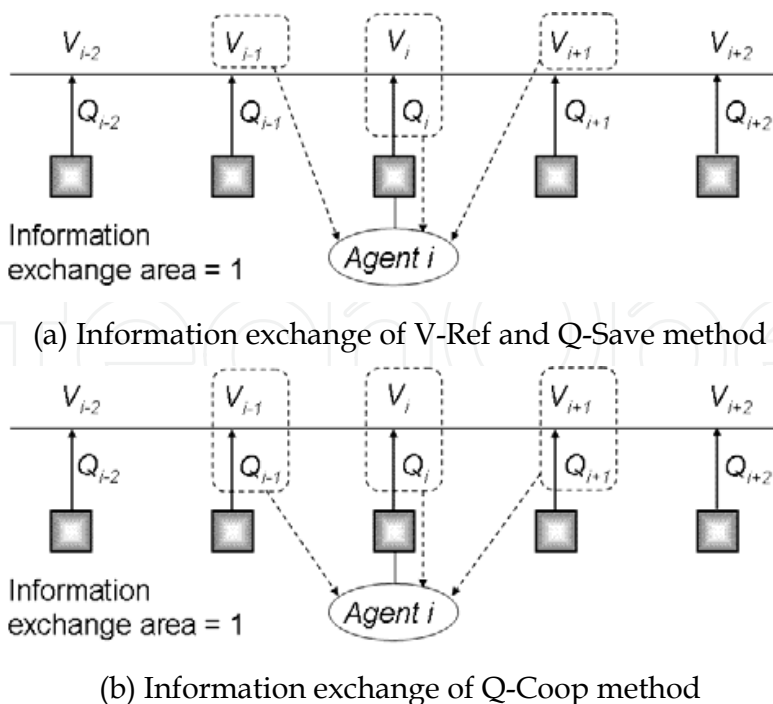 V_{i-2} V_{i-1} V_i V_{i+1} V_{i+2}
Q_{i-2} Q_{i-1} Q_i Q_{i+1} Q_{i+2}
Information
exchange area = 1
Agent i
(a) Information exchange of V-Ref and Q-Save method
V_{i-2} V_{i-1} V_i V_{i+1} V_{i+2}
Q_{i-2} Q_{i-1} Q_i Q_{i+1} Q_{i+2}
Information
exchange area = 1
Agent i
(b) Information exchange of Q-Coop method